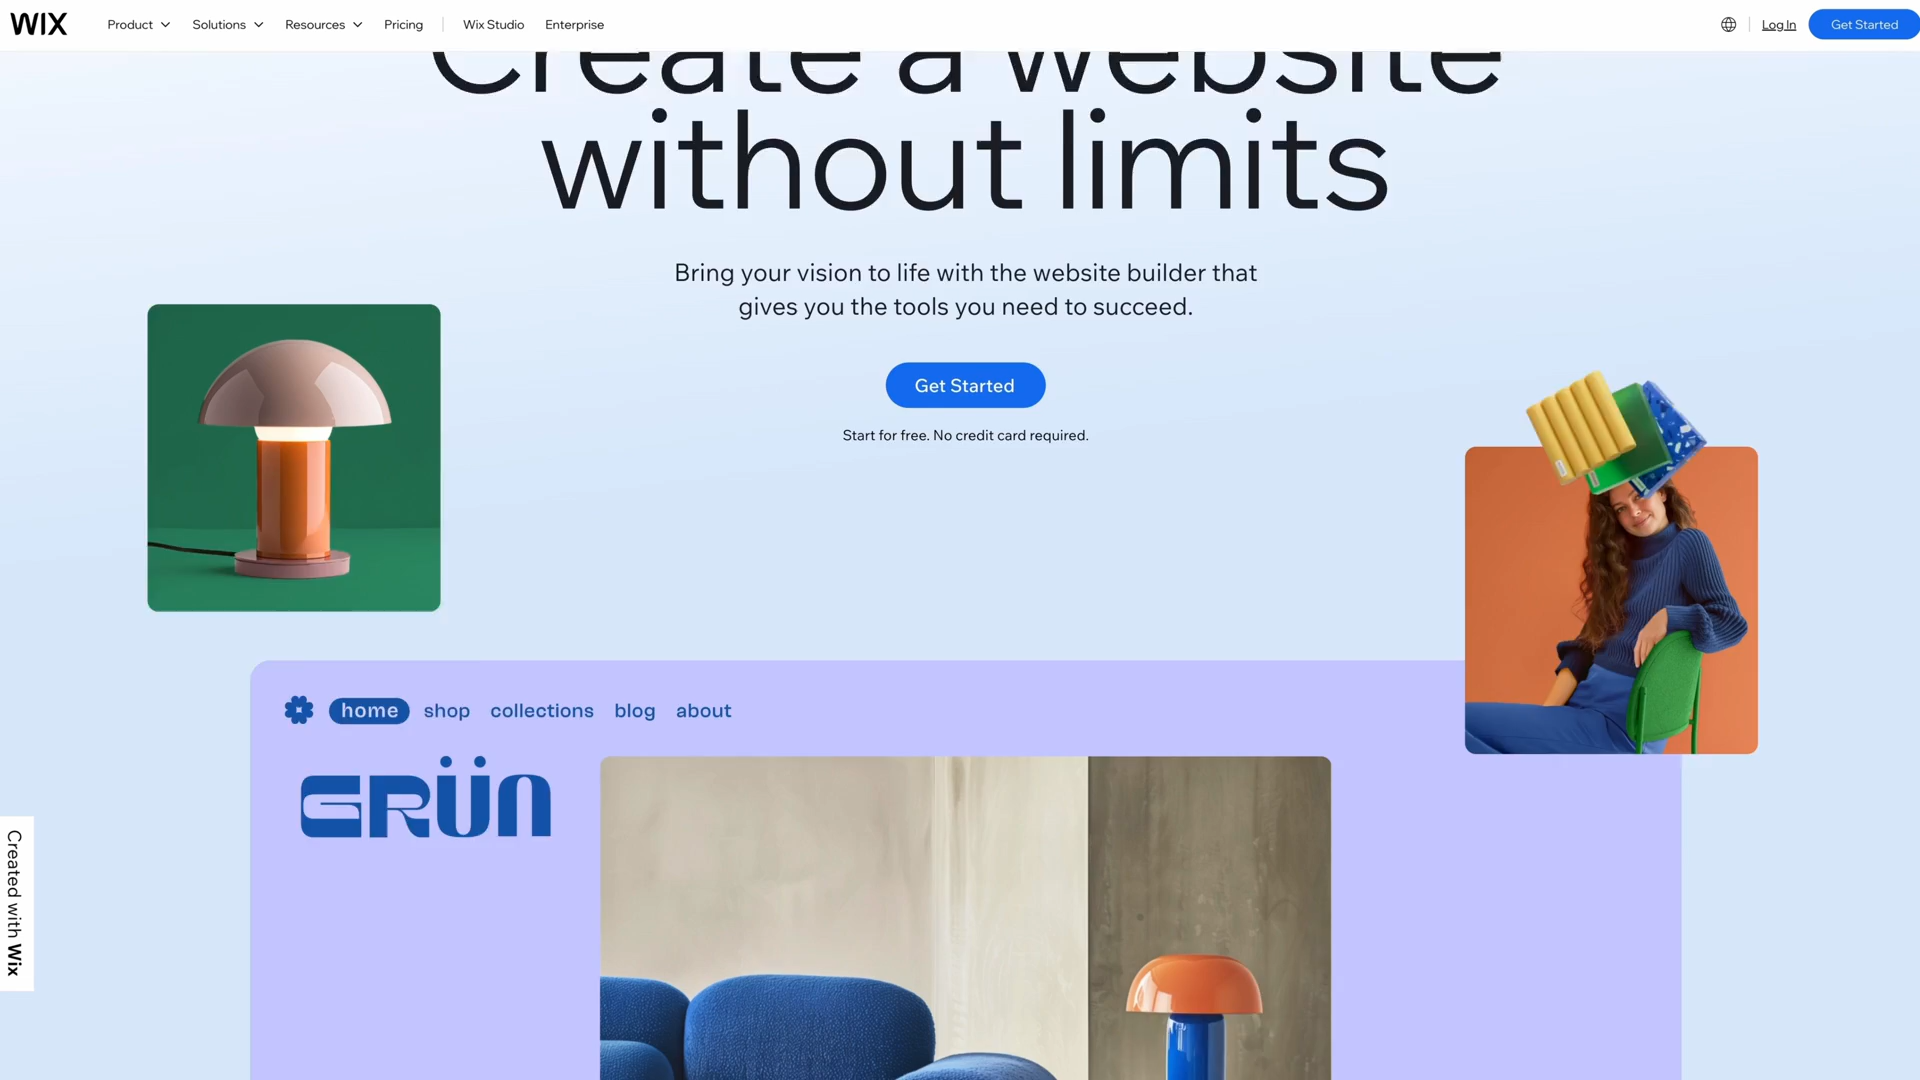 WIX
Product
Solutions
Resources
Pricing
Wix Studio
Enterprise
Log In
Get Started
Create a website
without limits
Bring your vision to life with the website builder that
gives you the tools you need to succeed.
Get Started
Start for free. No credit card required.
home
shop
collections
blog
about
GRÜN
Created with Wix